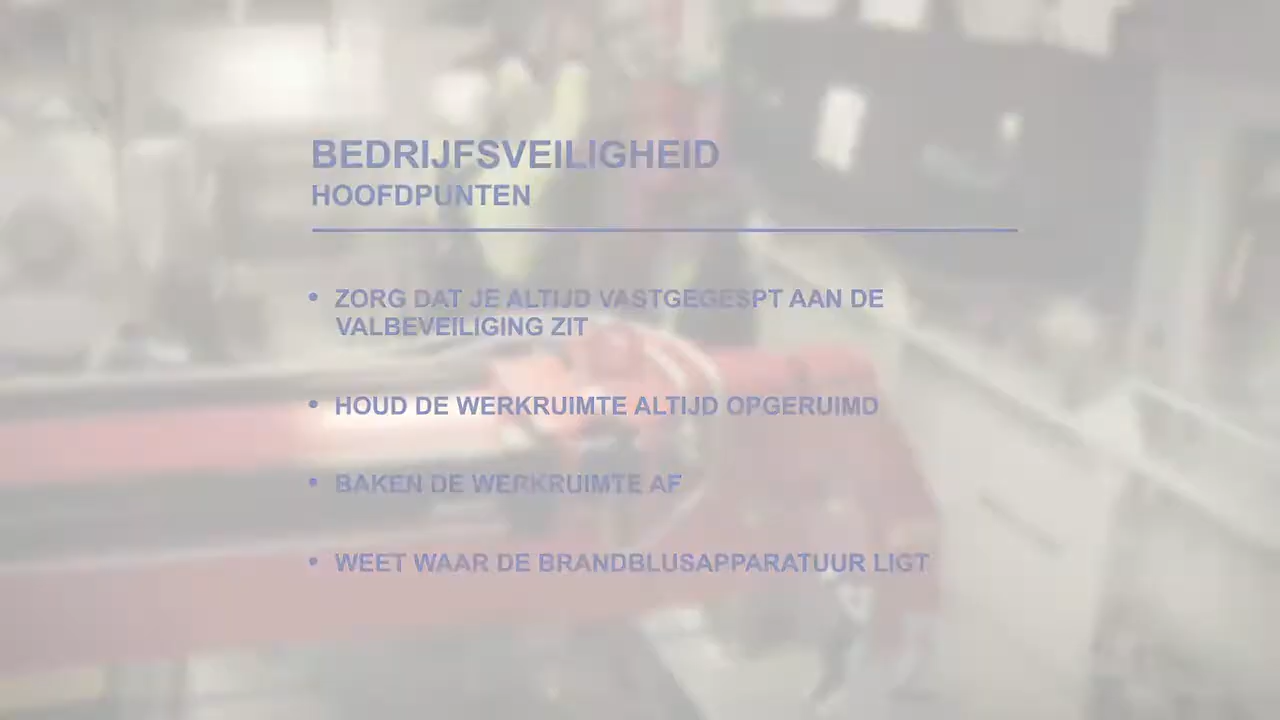 BEDRIJFSVEILIGHEID
HOOFDPUNTEN
• ZORG DAT JE ALTIJD VASTGEGESPT AAN DE
VALBEVEILIGING ZIT
• HOUD DE WERKRUIMTE ALTIJD OPGERUIMD
• BAKEN DE WERKRUIMTE AF
• WEET WAAR DE BRANDBLUSAPPARATUUR LIGT